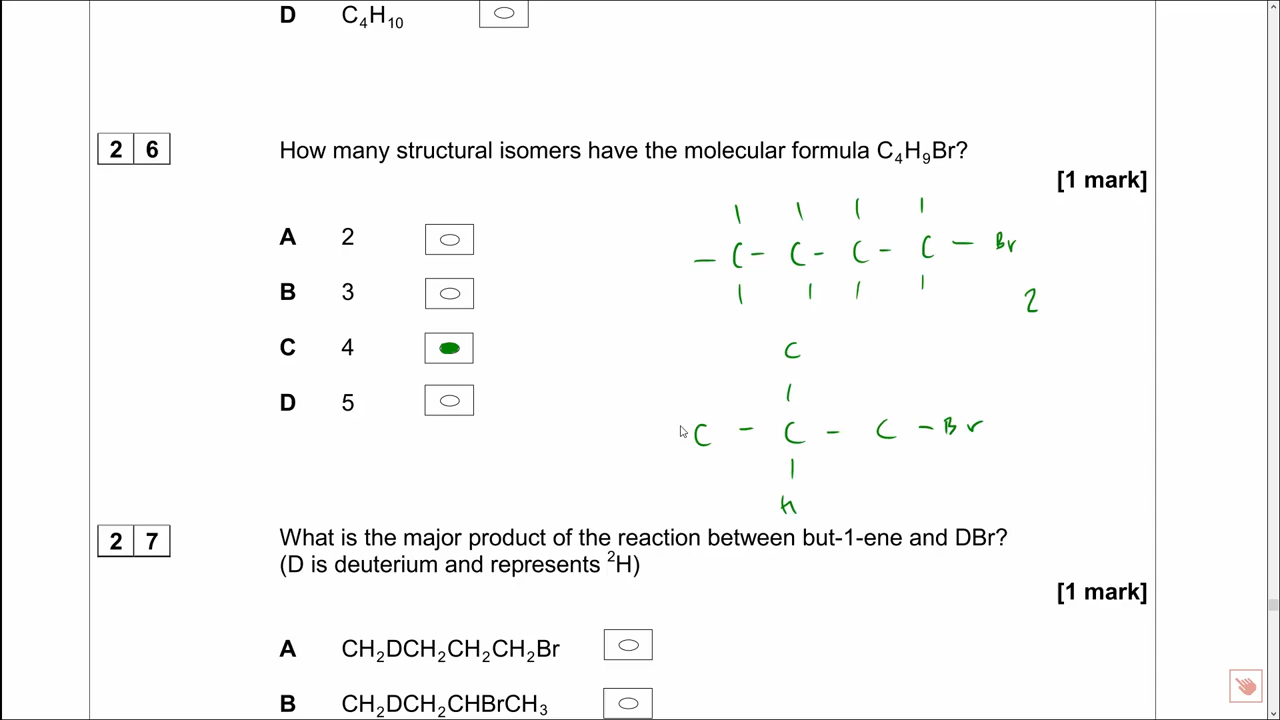 D C₄H₁₀
2 6 How many structural isomers have the molecular formula C₄H₉Br?
[1 mark]
A 2
B 3
C 4
D 5
– C – C – C – C – Br
2
C
C – C – C – Br
H
2 7 What is the major product of the reaction between but-1-ene and DBr?
(D is deuterium and represents ²H)
[1 mark]
A CH₂DCH₂CH₂CH₂Br
B CH₂DCH₂CHBrCH₃